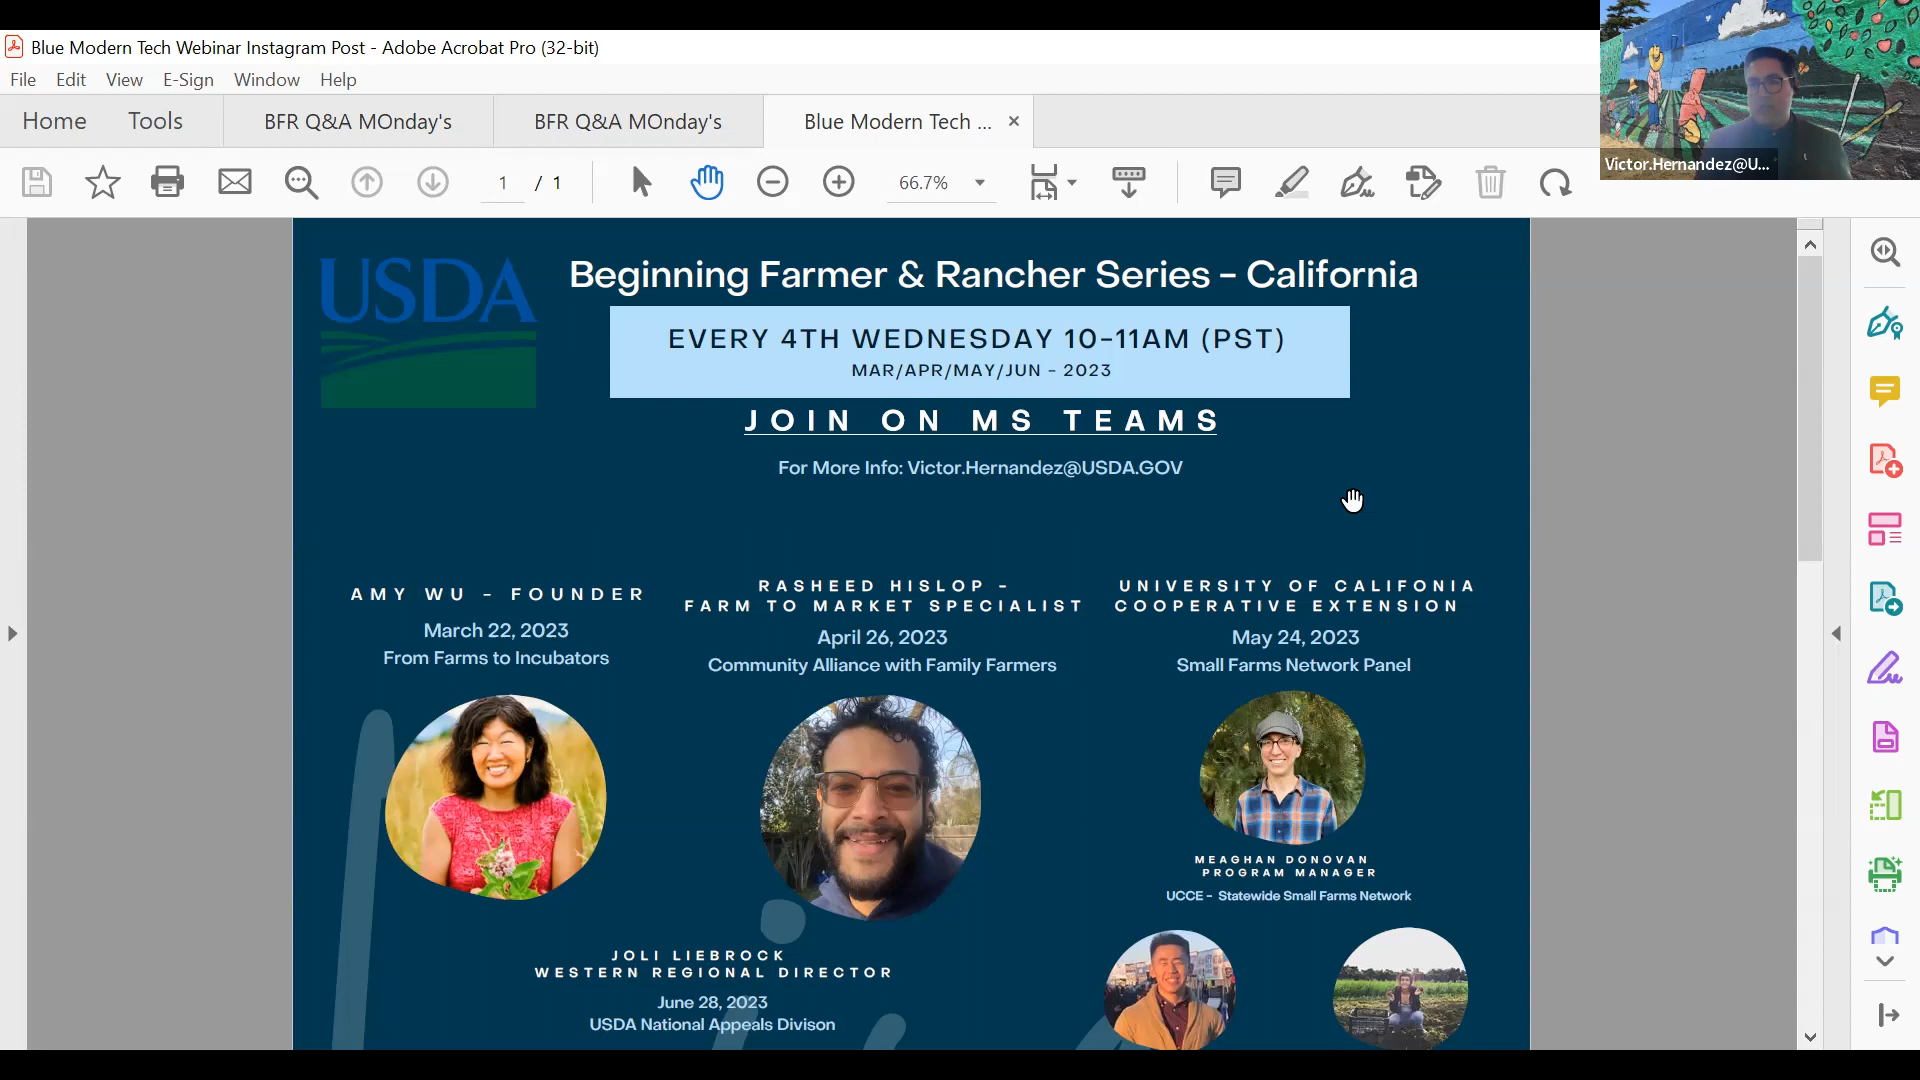 Blue Modern Tech Webinar Instagram Post - Adobe Acrobat Pro (32-bit)
File Edit View E-Sign Window Help
Home Tools BFR Q&A MOnday's BFR Q&A MOnday's Blue Modern Tech ... ×
1 / 1 66.7%
Victor.Hernandez@U...
USDA
Beginning Farmer & Rancher Series - California
EVERY 4TH WEDNESDAY 10-11AM (PST)
MAR/APR/MAY/JUN - 2023
JOIN ON MS TEAMS
For More Info: Victor.Hernandez@USDA.GOV
AMY WU - FOUNDER
March 22, 2023
From Farms to Incubators
RASHEED HISLOP -
FARM TO MARKET SPECIALIST
April 26, 2023
Community Alliance with Family Farmers
UNIVERSITY OF CALIFONIA
COOPERATIVE EXTENSION
May 24, 2023
Small Farms Network Panel
MEAGHAN DONOVAN
PROGRAM MANAGER
UCCE - Statewide Small Farms Network
JOLI LIEBROCK
WESTERN REGIONAL DIRECTOR
June 28, 2023
USDA National Appeals Divison